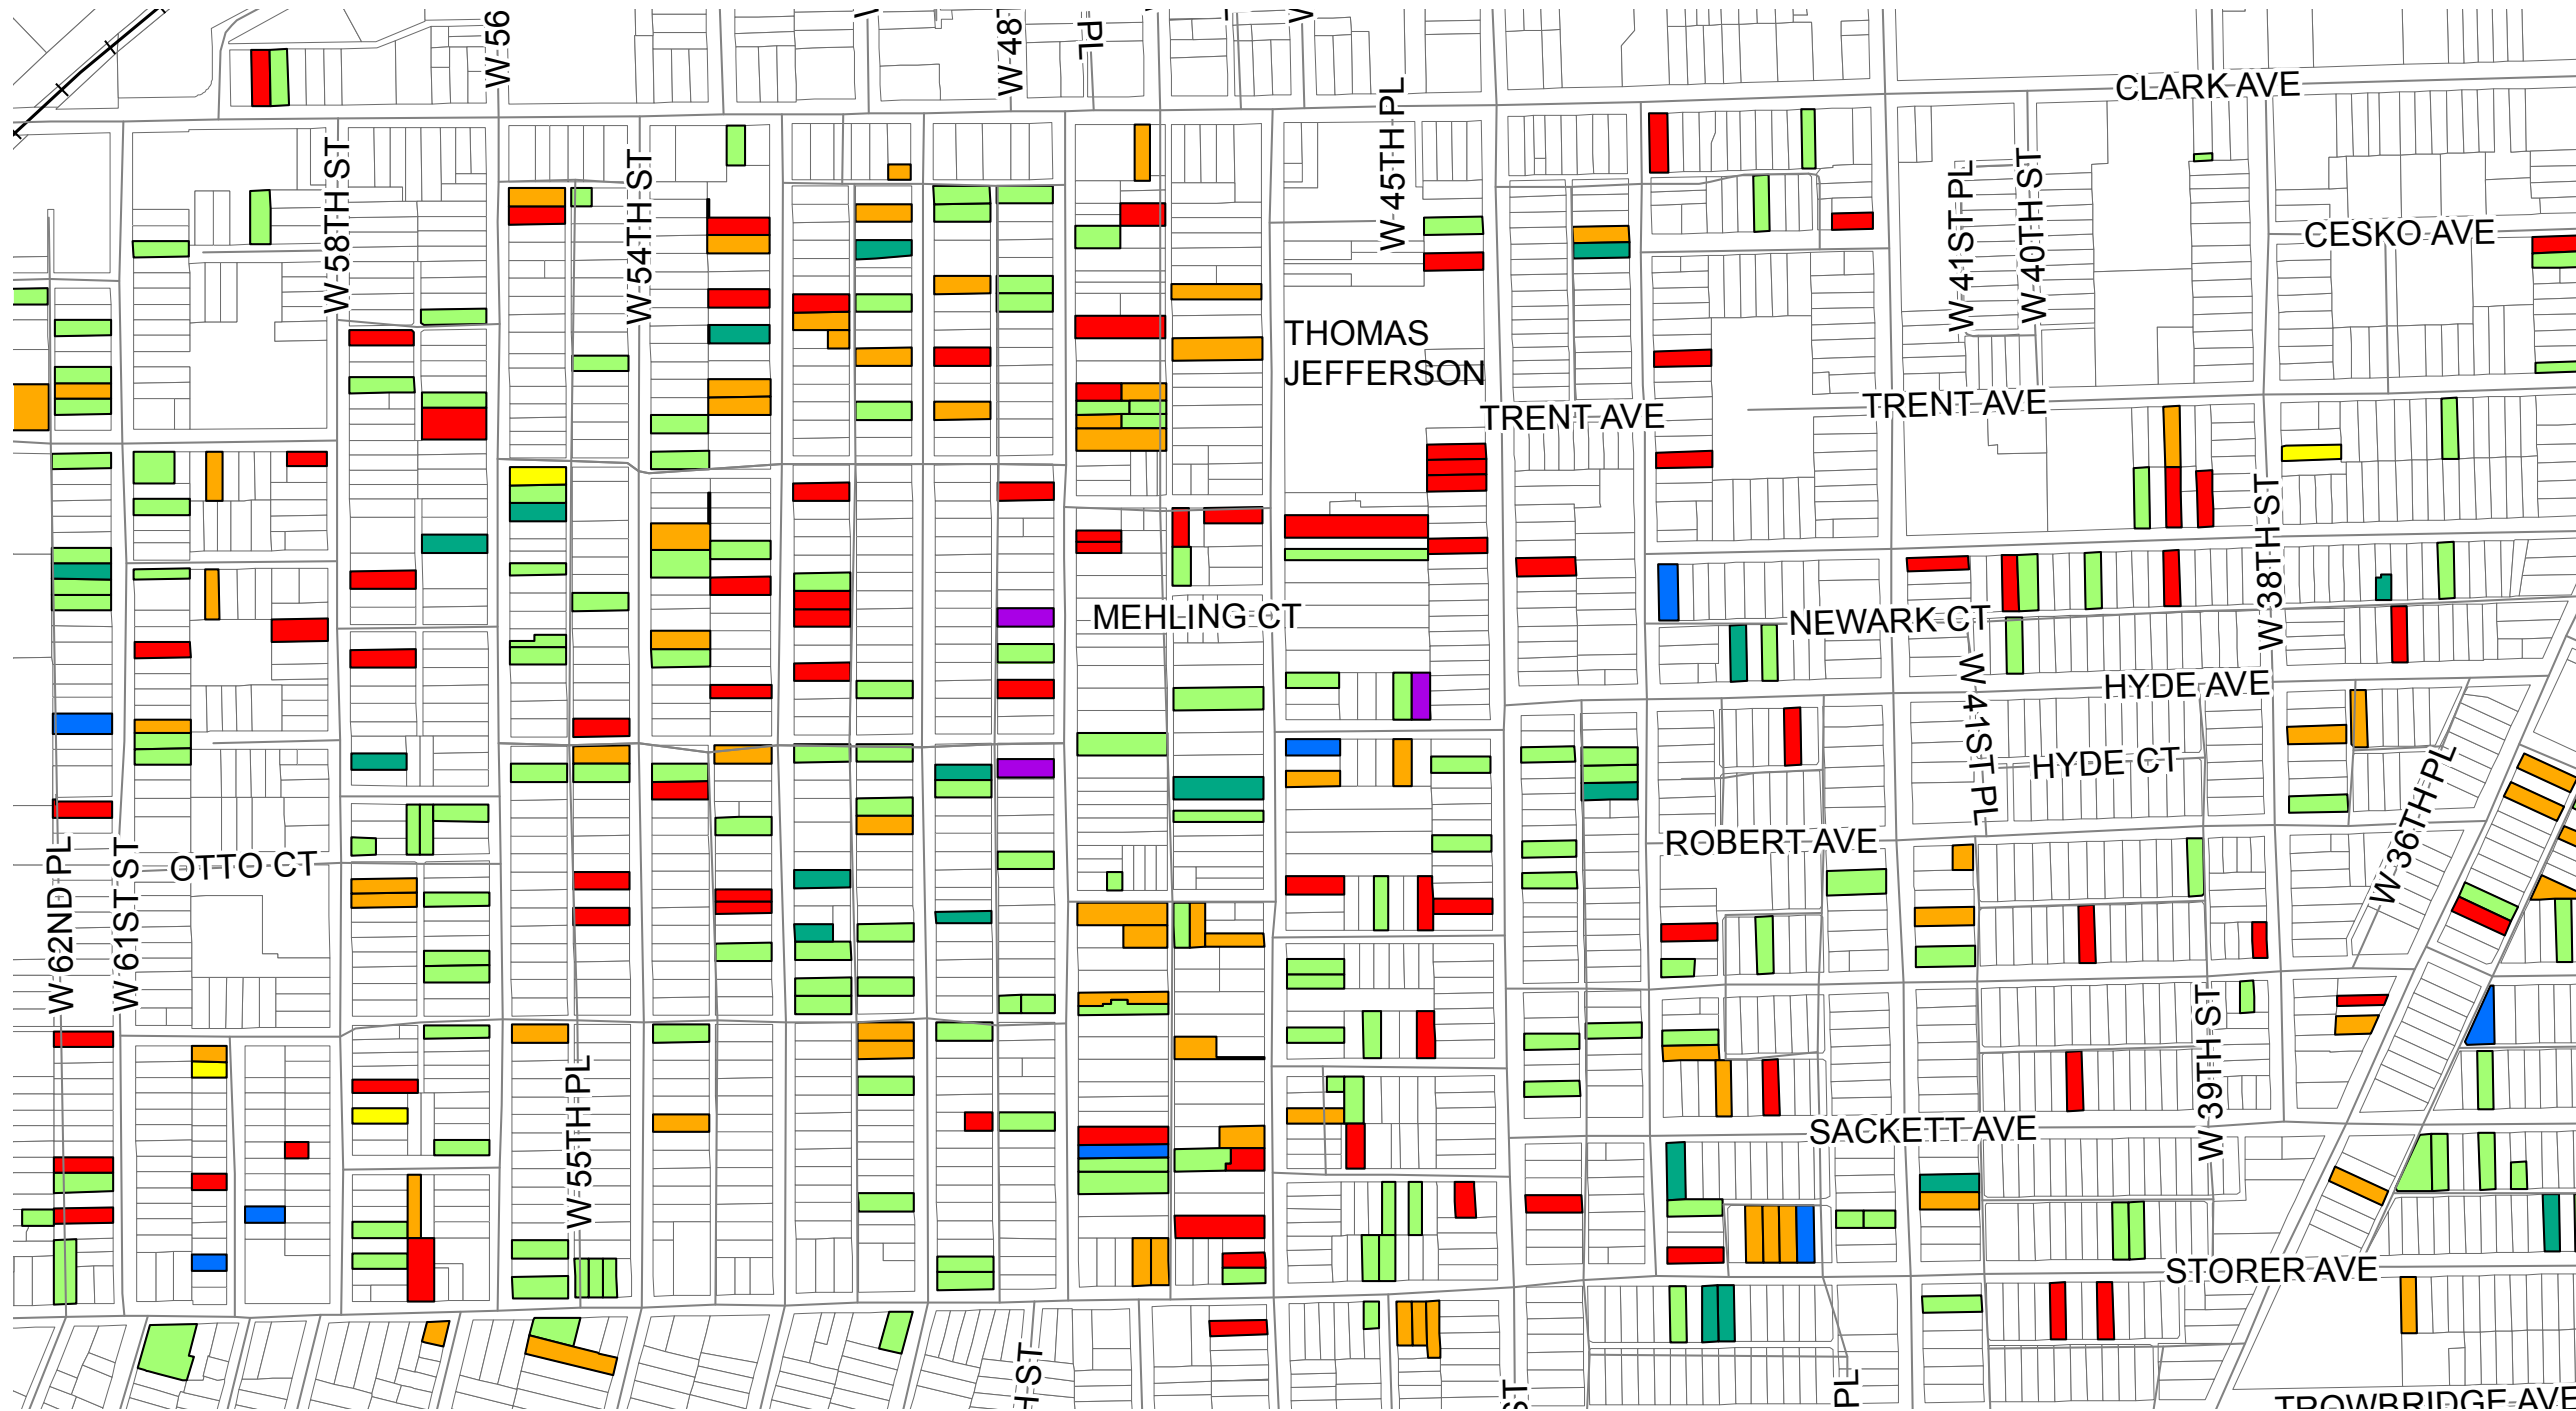 W 56
W 48
PL
CLARK AVE
W 45TH PL
W 58TH ST
W 54TH ST
W 41ST PL
W 40TH ST
CESKO AVE
THOMAS
JEFFERSON
TRENT AVE
TRENT AVE
W 38TH ST
MEHLING CT
NEWARK CT
W 41ST PL
HYDE AVE
HYDE CT
W 36TH PL
ROBERT AVE
OTTO CT
W 62ND PL
W 61ST ST
W 39TH ST
W 55TH PL
SACKETT AVE
STORER AVE
H ST
ST
PL
TROWBRIDGE AVE